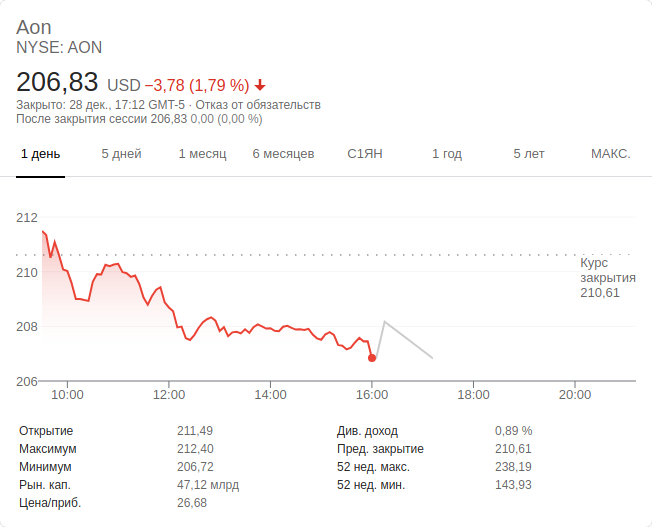 Aon
NYSE: AON
206,83 USD −3,78 (1,79 %)
Закрыто: 28 дек., 17:12 GMT-5 · Отказ от обязательств
После закрытия сессии 206,83 0,00 (0,00 %)
1 день 5 дней 1 месяц 6 месяцев С1ЯН 1 год 5 лет МАКС.
212
210
208
206
Курс
закрытия
210,61
10:00 12:00 14:00 16:00 18:00 20:00
Открытие 211,49 Див. доход 0,89 %
Максимум 212,40 Пред. закрытие 210,61
Минимум 206,72 52 нед. макс. 238,19
Рын. кап. 47,12 млрд 52 нед. мин. 143,93
Цена/приб. 26,68